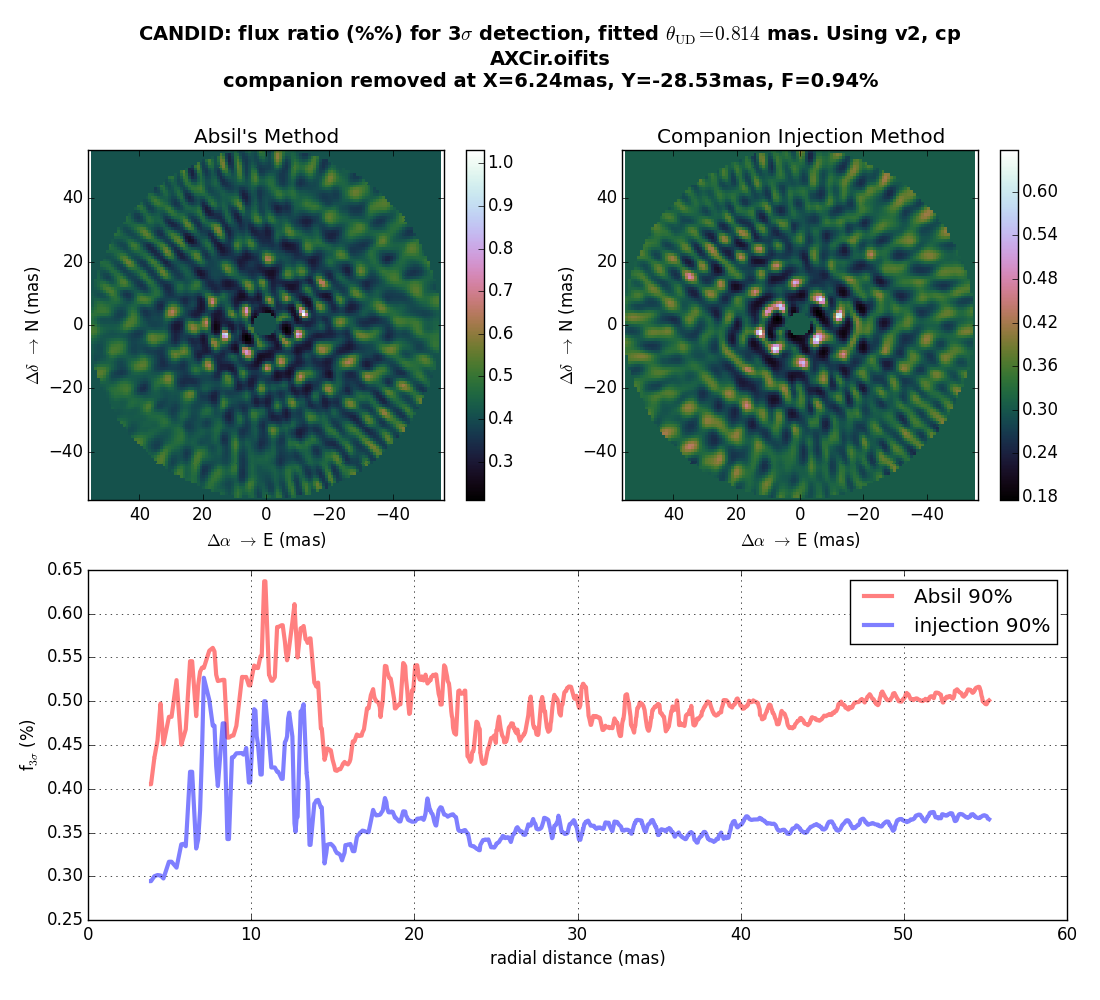 CANDID: flux ratio (%%) for 3σ detection, fitted θ_UD = 0.814 mas. Using v2, cp
AXCir.oifits
companion removed at X=6.24mas, Y=-28.53mas, F=0.94%
Absil's Method
Companion Injection Method
Δδ → N (mas)
40
20
0
−20
−40
40 20 0 −20 −40
Δα → E (mas)
1.0
0.9
0.8
0.7
0.6
0.5
0.4
0.3
Δδ → N (mas)
40
20
0
−20
−40
40 20 0 −20 −40
Δα → E (mas)
0.60
0.54
0.48
0.42
0.36
0.30
0.24
0.18
f_3σ (%)
0.65
0.60
0.55
0.50
0.45
0.40
0.35
0.30
0.25
Absil 90%
injection 90%
0 10 20 30 40 50 60
radial distance (mas)